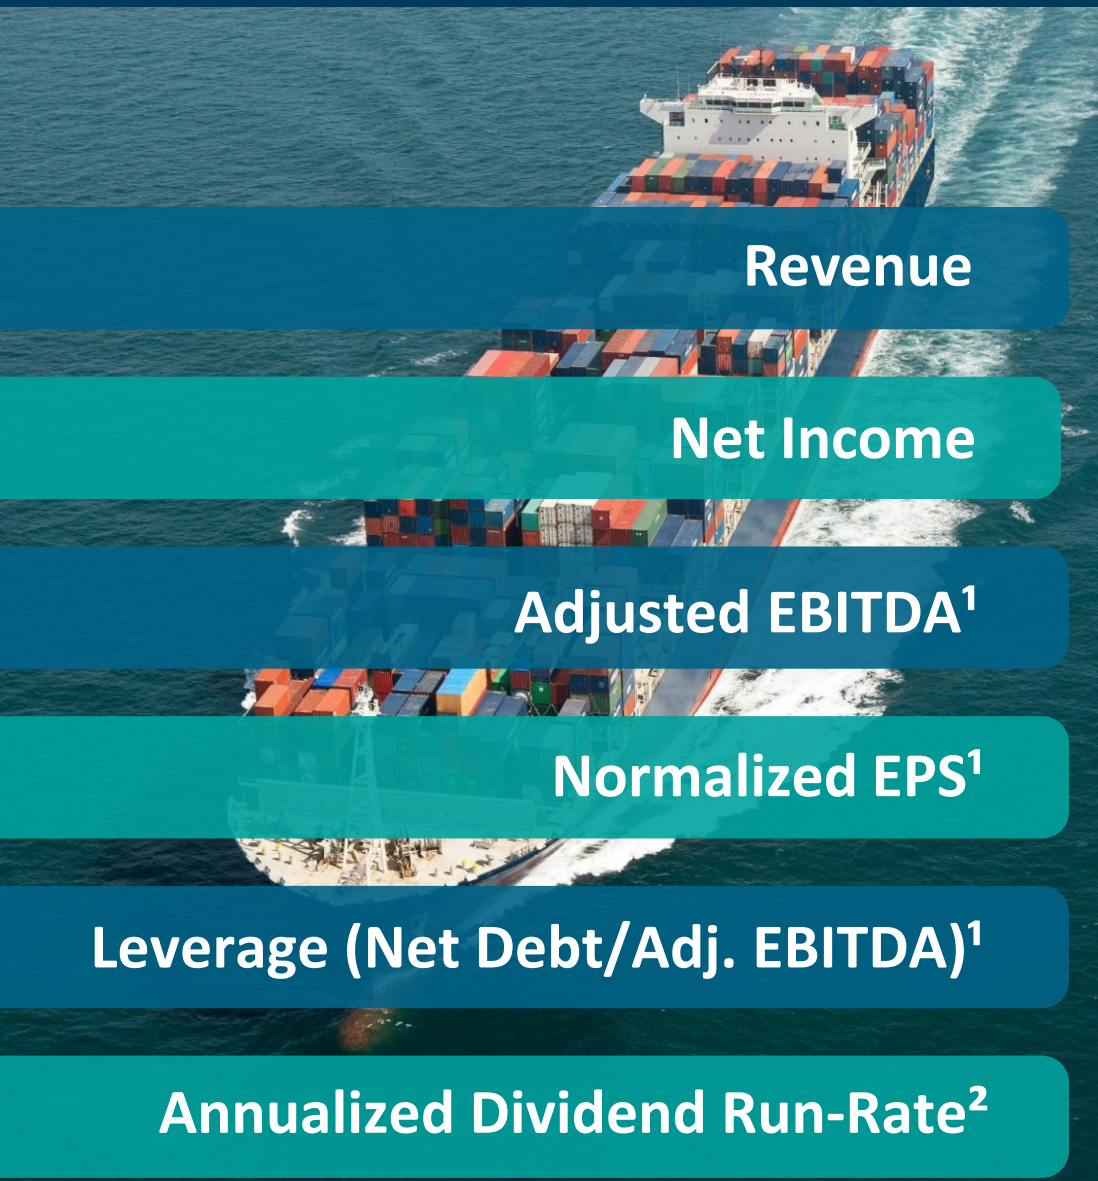 Revenue
Net Income
Adjusted EBITDA¹
Normalized EPS¹
Leverage (Net Debt/Adj. EBITDA)¹
Annualized Dividend Run-Rate²